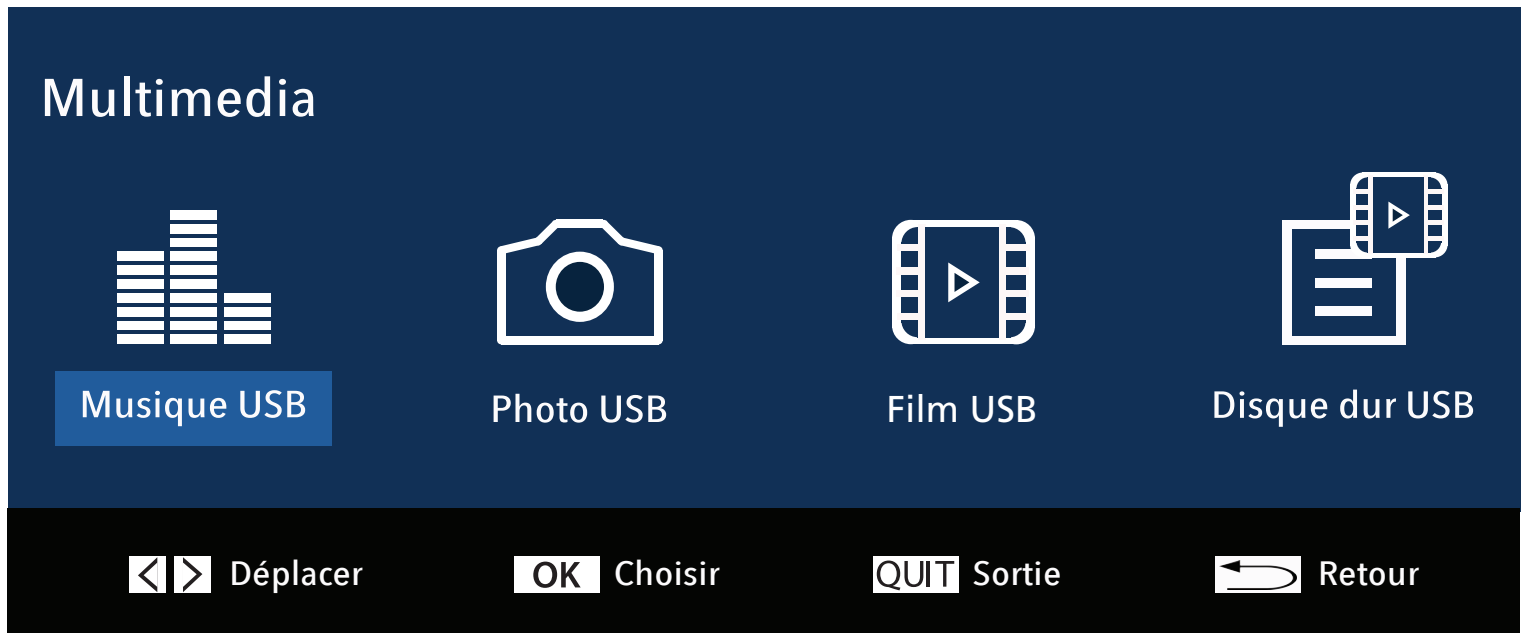 Multimedia
Musique USB
Photo USB
Film USB
Disque dur USB
Déplacer
OK Choisir
QUIT Sortie
Retour